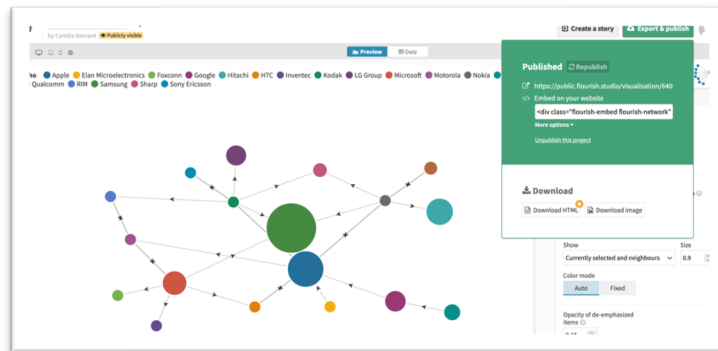 by Camille Bernard Publicly visible
Create a story
Export & publish
Preview
Data
Apple Elan Microelectronics Foxconn Google Hitachi HTC Inventec Kodak LG Group Microsoft Motorola Nokia
Qualcomm RIM Samsung Sharp Sony Ericsson
Published Republish
https://public.flourish.studio/visualisation/640
</> Embed on your website
<div class="flourish-embed flourish-network"
More options
Unpublish this project
Download
Download HTML Download image
Show
Size
Currently selected and neighbours
0.9
Color mode
Auto Fixed
Opacity of de-emphasized
items